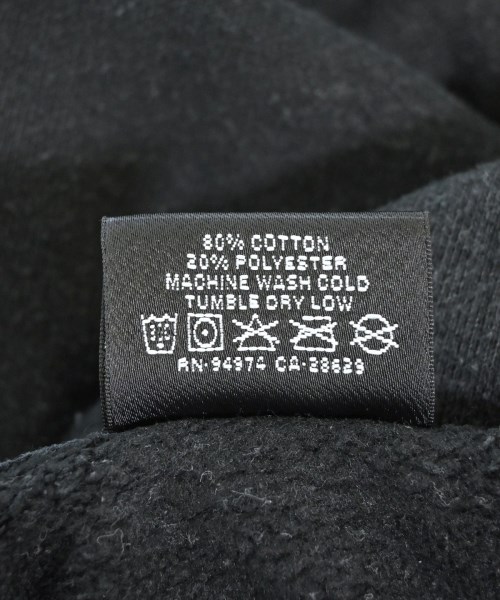 80% COTTON
20% POLYESTER
MACHINE WASH COLD
TUMBLE DRY LOW
RN-94974 CA-28629